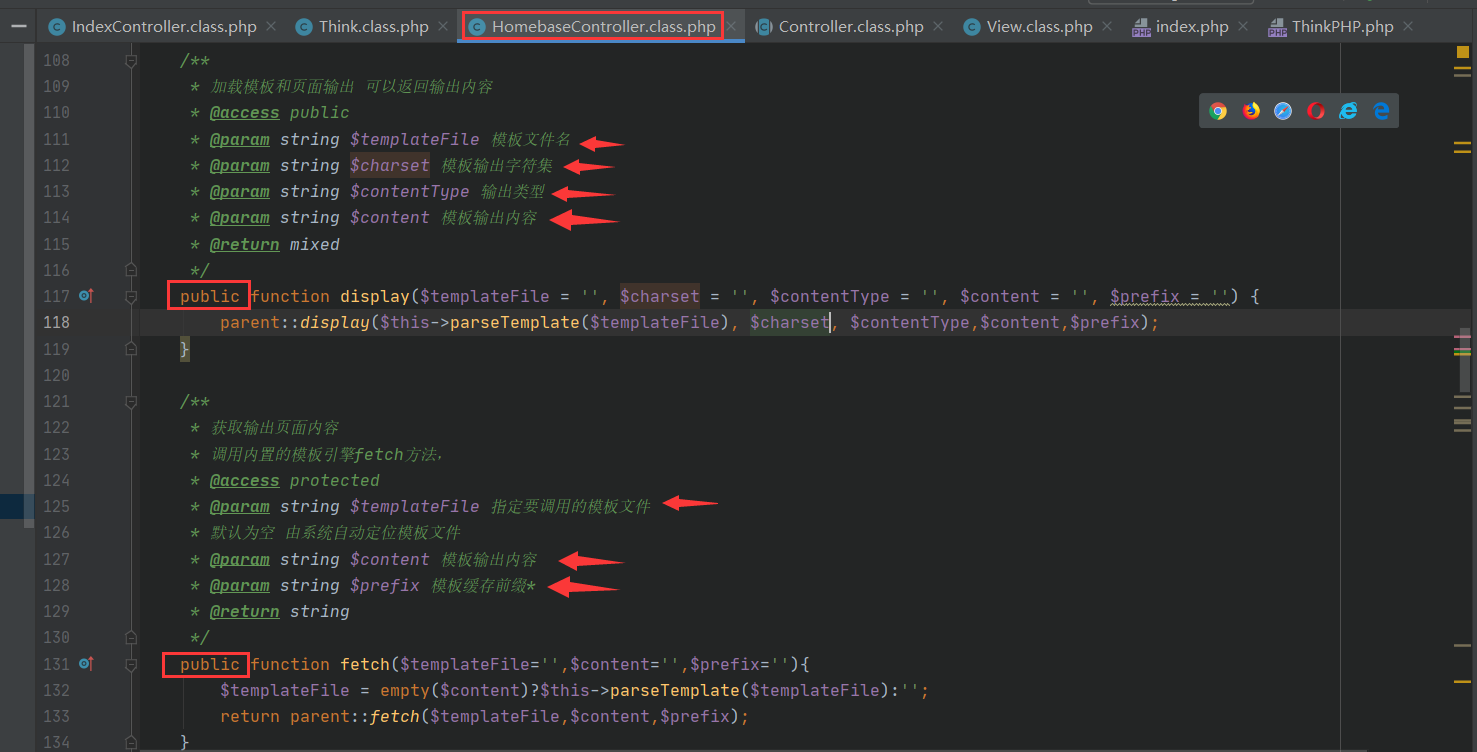 IndexController.class.php Think.class.php HomebaseController.class.php Controller.class.php View.class.php index.php ThinkPHP.php
108 /**
109 * 加载模板和页面输出 可以返回输出内容
110 * @access public
111 * @param string $templateFile 模板文件名
112 * @param string $charset 模板输出字符集
113 * @param string $contentType 输出类型
114 * @param string $content 模板输出内容
115 * @return mixed
116 */
117 public function display($templateFile = '', $charset = '', $contentType = '', $content = '', $prefix = '') {
118 parent::display($this->parseTemplate($templateFile), $charset, $contentType,$content,$prefix);
119 }
120
121 /**
122 * 获取输出页面内容
123 * 调用内置的模板引擎fetch方法,
124 * @access protected
125 * @param string $templateFile 指定要调用的模板文件
126 * 默认为空 由系统自动定位模板文件
127 * @param string $content 模板输出内容
128 * @param string $prefix 模板缓存前缀*
129 * @return string
130 */
131 public function fetch($templateFile='',$content='',$prefix=''){
132 $templateFile = empty($content)?$this->parseTemplate($templateFile):'';
133 return parent::fetch($templateFile,$content,$prefix);
134 }